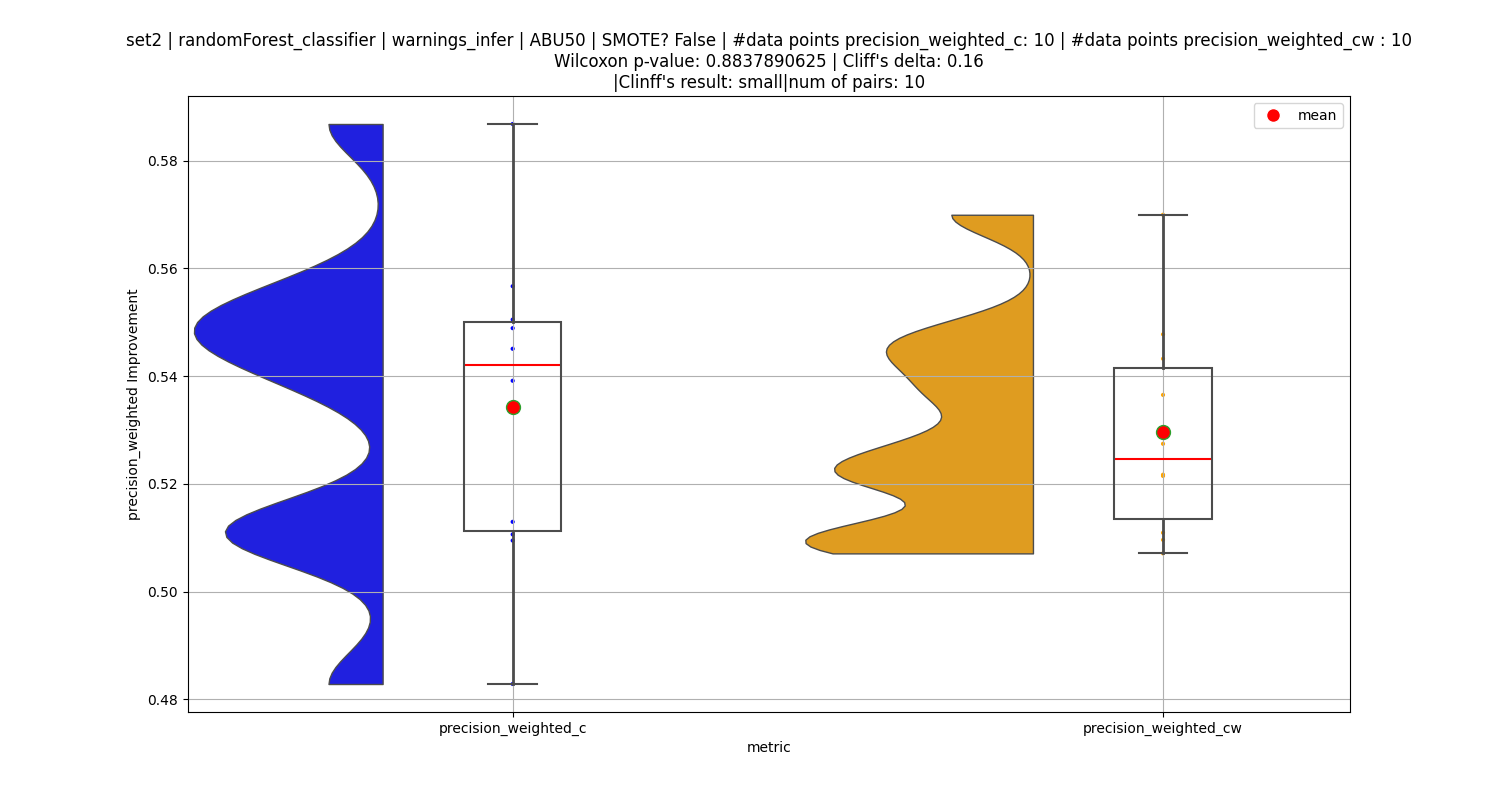 set2 | randomForest_classifier | warnings_infer | ABU50 | SMOTE? False | #data points precision_weighted_c: 10 | #data points precision_weighted_cw : 10
Wilcoxon p-value: 0.8837890625 | Cliff's delta: 0.16
|Clinff's result: small|num of pairs: 10
mean
0.58
0.56
0.54
0.52
0.50
0.48
precision_weighted Improvement
precision_weighted_c
precision_weighted_cw
metric